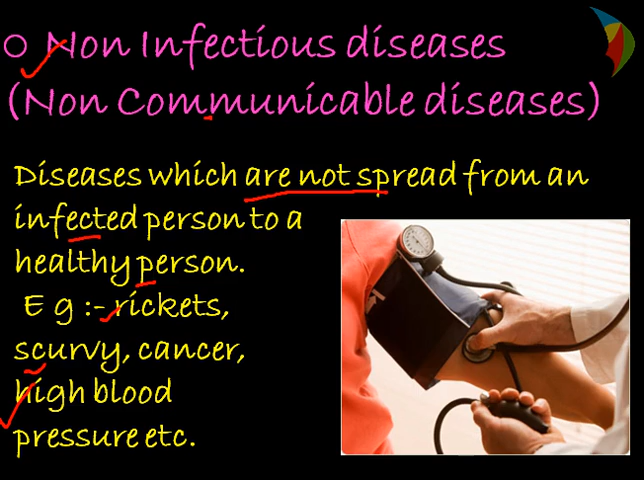 ○ Non Infectious diseases
(Non Communicable diseases)
Diseases which are not spread from an
infected person to a
healthy person.
E g :- rickets,
scurvy, cancer,
high blood
pressure etc.